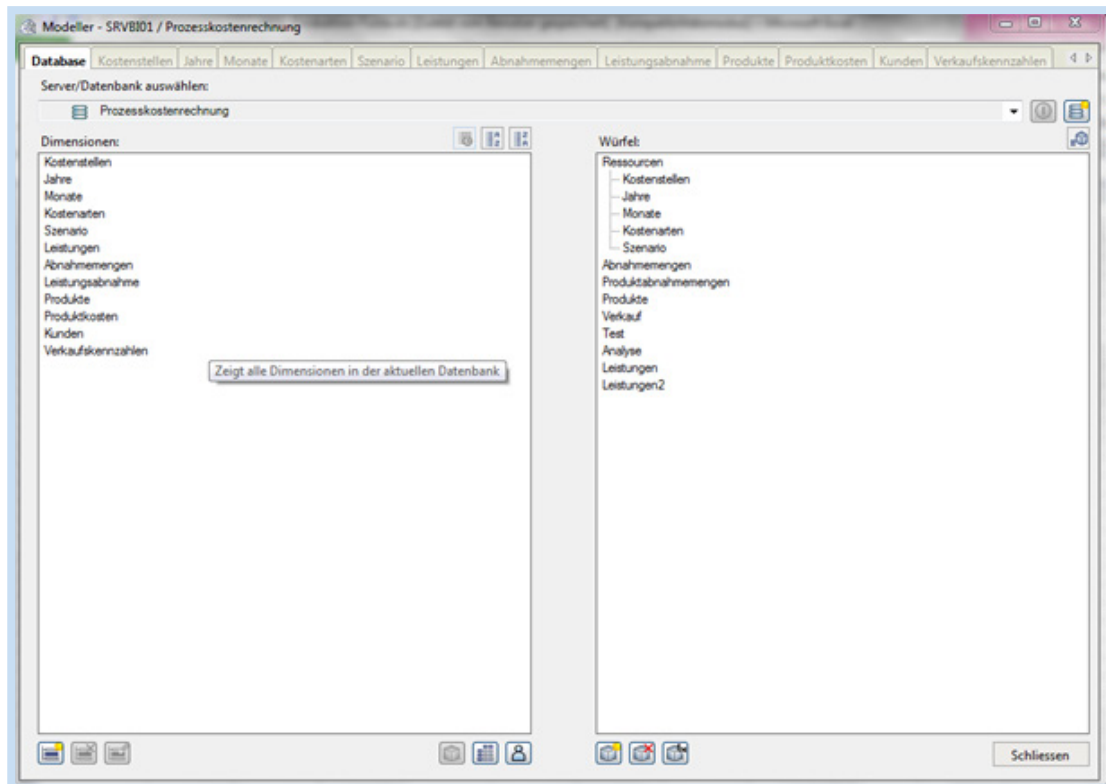 Modeller - SRVBI01 / Prozesskostenrechnung
Database Kostenstellen Jahre Monate Kostenarten Szenario Leistungen Abnahmemengen Leistungsabnahme Produkte Produktkosten Kunden Verkaufskennzahlen
Server/Datenbank auswählen:
Prozesskostenrechnung
Dimensionen:
Kostenstellen
Jahre
Monate
Kostenarten
Szenario
Leistungen
Abnahmemengen
Leistungsabnahme
Produkte
Produktkosten
Kunden
Verkaufskennzahlen
Zeigt alle Dimensionen in der aktuellen Datenbank
Würfel:
Ressourcen
Kostenstellen
Jahre
Monate
Kostenarten
Szenario
Abnahmemengen
Produktabnahmemengen
Produkte
Verkauf
Test
Analyse
Leistungen
Leistungen2
Schliessen